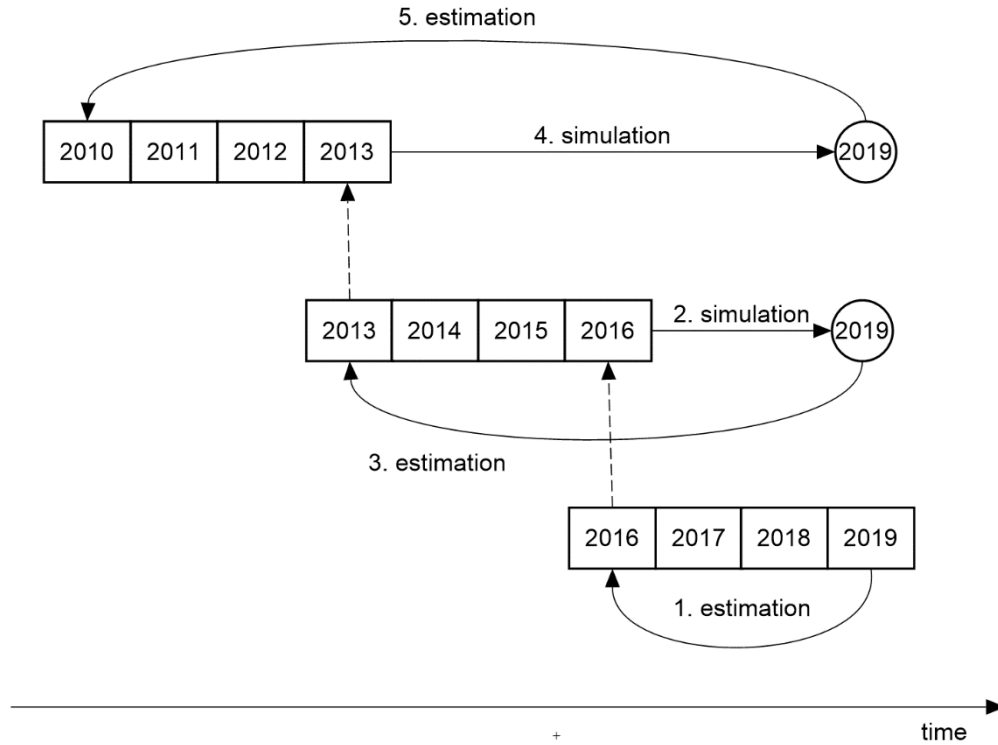 5. estimation
2010 2011 2012 2013 4. simulation 2019
2013 2014 2015 2016 2. simulation 2019
3. estimation
2016 2017 2018 2019
1. estimation
time
+